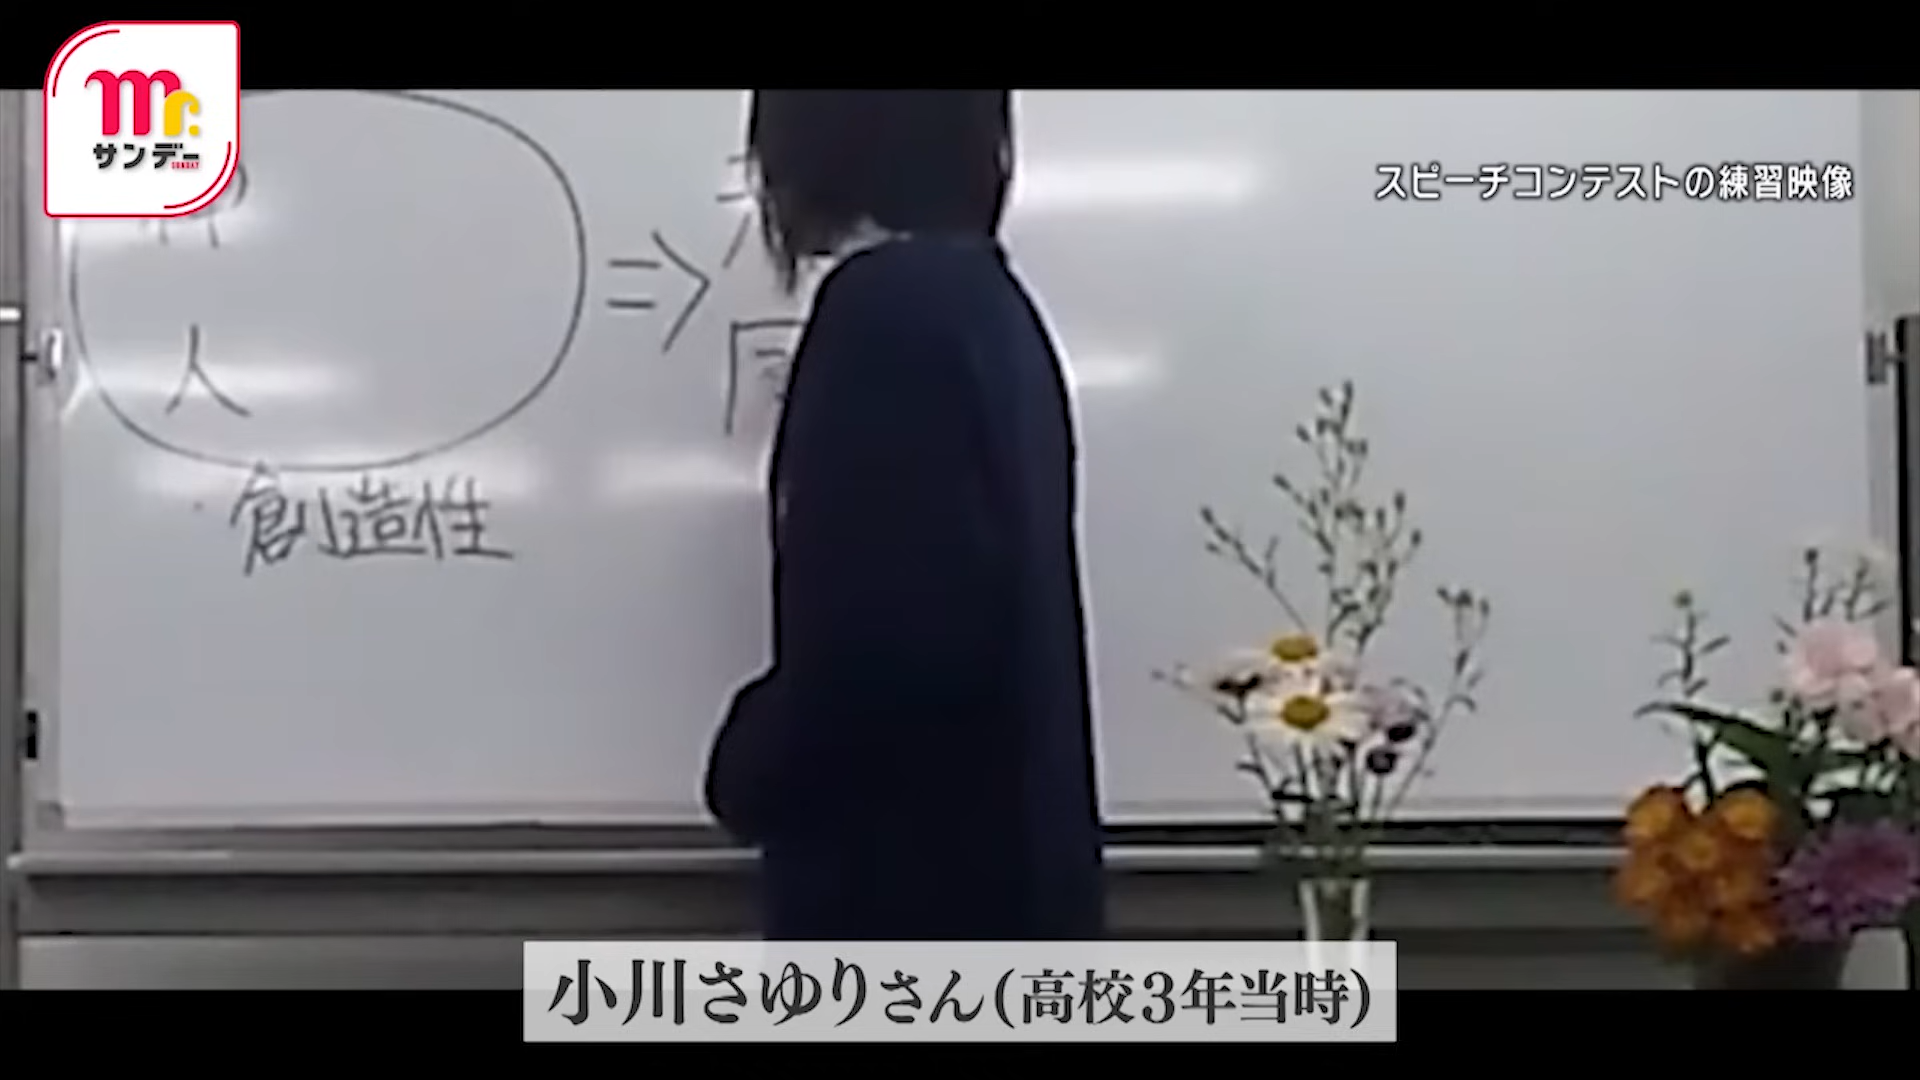 Mr.
サンデー
SUNDAY
スピーチコンテストの練習映像
人
創造性
小川さゆりさん(高校3年当時)